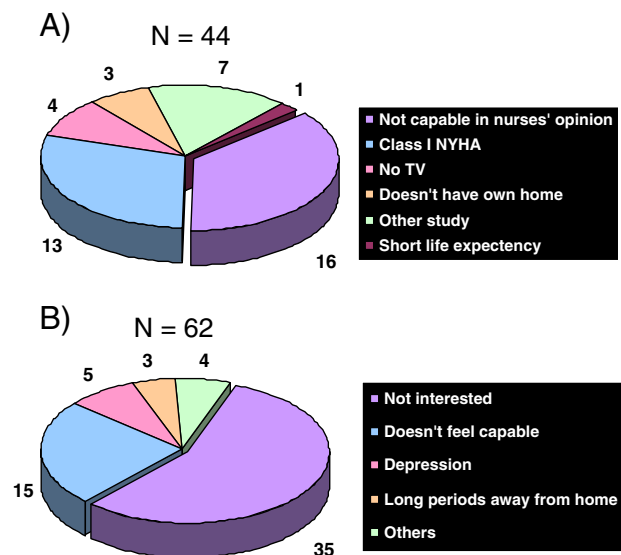 A)
N = 44
7
3
1
4
13
16
Not capable in nurses' opinion
Class I NYHA
No TV
Doesn't have own home
Other study
Short life expectency
B)
N = 62
3
4
5
15
35
Not interested
Doesn't feel capable
Depression
Long periods away from home
Others